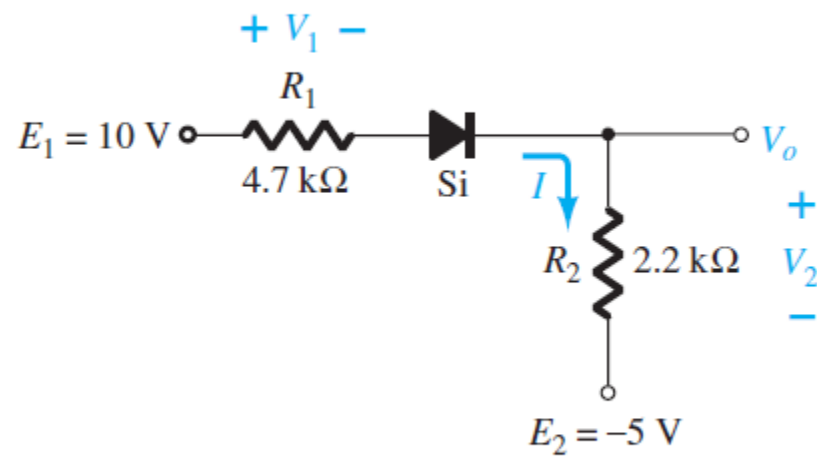 + V₁ −
R₁
E₁ = 10 V
4.7 kΩ
Si
I
Vₒ
+
R₂
2.2 kΩ
V₂
−
E₂ = −5 V